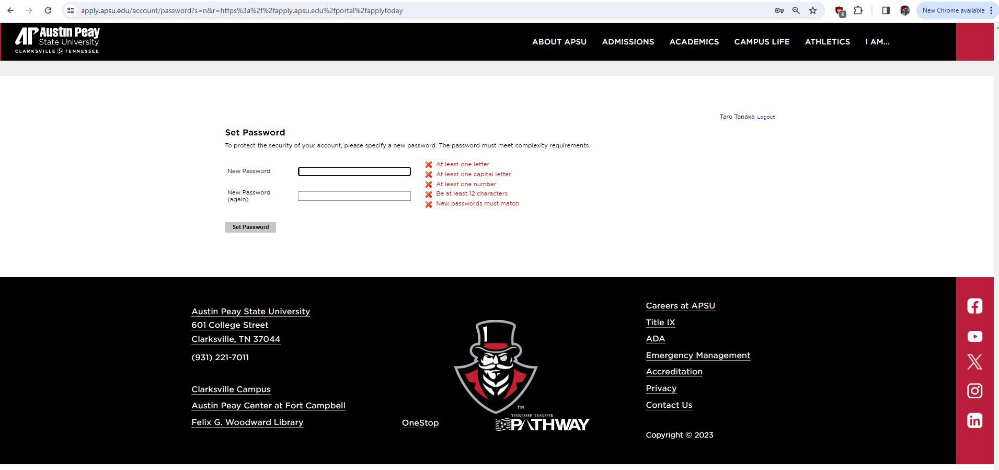 apply.apsu.edu/account/password?s=n&r=https%3a%2f%2fapply.apsu.edu%2fportal%2fapplytoday
3
New Chrome available
AP Austin Peay
State University
CLARKSVILLE TENNESSEE
ABOUT APSU ADMISSIONS ACADEMICS CAMPUS LIFE ATHLETICS I AM...
Taro Tanaka Logout
Set Password
To protect the security of your account, please specify a new password. The password must meet complexity requirements.
New Password
New Password
(again)
At least one letter
At least one capital letter
At least one number
Be at least 12 characters
New passwords must match
Set Password
Austin Peay State University
601 College Street
Clarksville, TN 37044
(931) 221-7011
Clarksville Campus
Austin Peay Center at Fort Campbell
Felix G. Woodward Library
OneStop
TM
TENNESSEE TRANSFER
PATHWAY
Careers at APSU
Title IX
ADA
Emergency Management
Accreditation
Privacy
Contact Us
Copyright © 2023